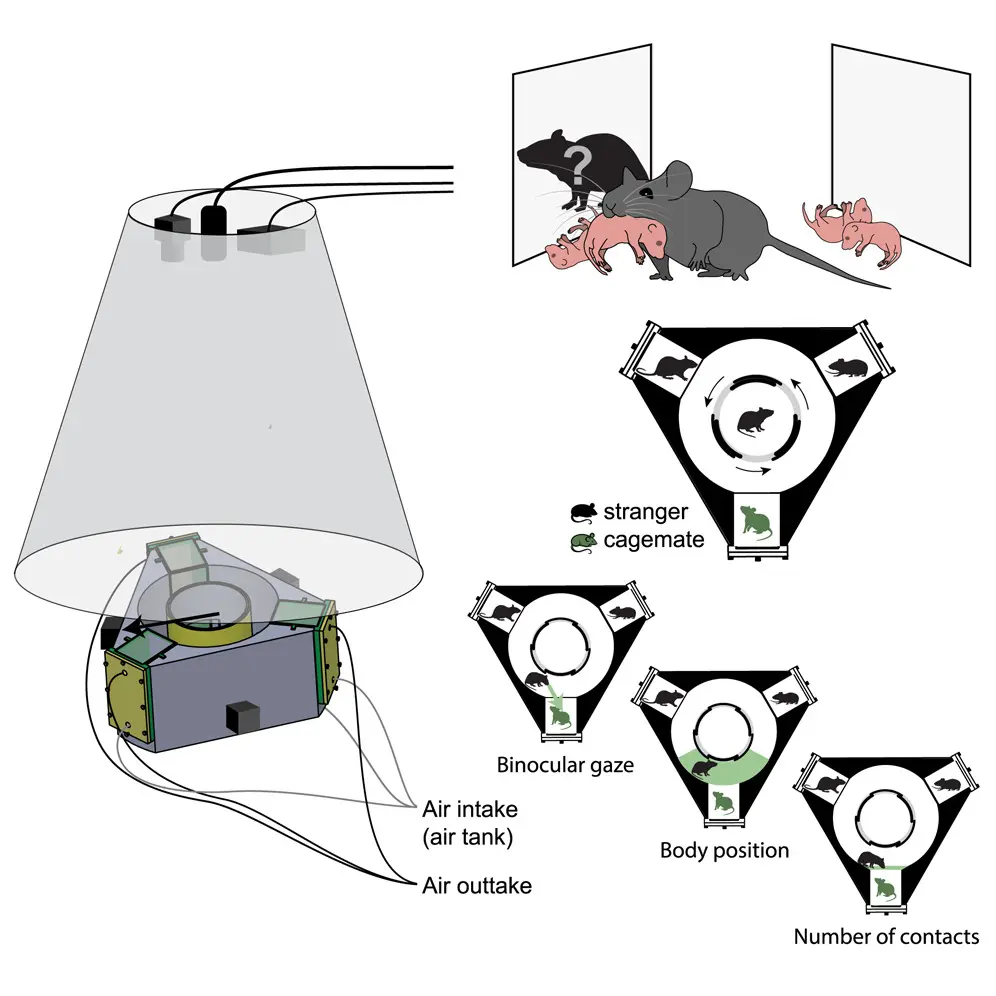 ?
stranger
cagemate
Binocular gaze
Air intake
(air tank)
Body position
Air outtake
Number of contacts